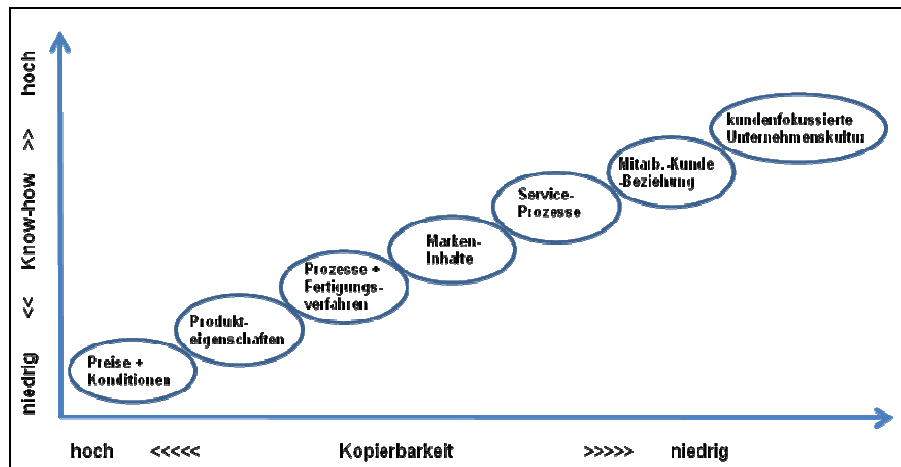 hoch
niedrig << Know-how >> hoch
kundenfokussierte
Unternehmenskultur
Mitarb.-Kunde
-Beziehung
Service-
Prozesse
Marken-
Inhalte
Prozesse +
Fertigungs-
verfahren
Produkt-
eigenschaften
Preise +
Konditionen
hoch <<<<< Kopierbarkeit >>>>> niedrig